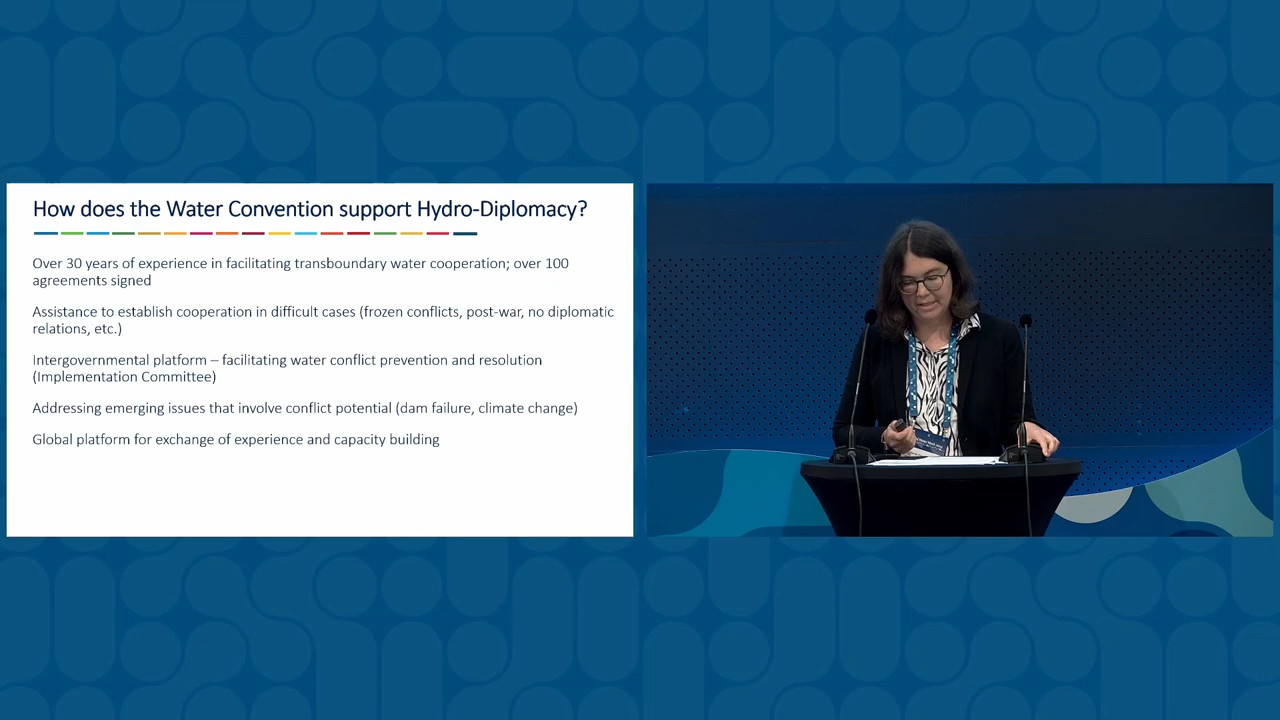 How does the Water Convention support Hydro-Diplomacy?
Over 30 years of experience in facilitating transboundary water cooperation; over 100
agreements signed
Assistance to establish cooperation in difficult cases (frozen conflicts, post-war, no diplomatic
relations, etc.)
Intergovernmental platform – facilitating water conflict prevention and resolution
(Implementation Committee)
Addressing emerging issues that involve conflict potential (dam failure, climate change)
Global platform for exchange of experience and capacity building